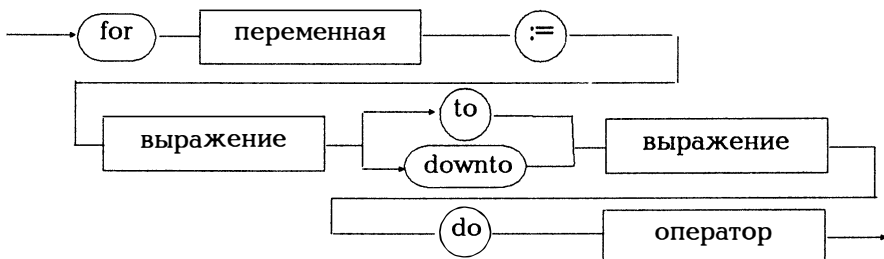 for переменная :=
to
выражение выражение
downto
do оператор